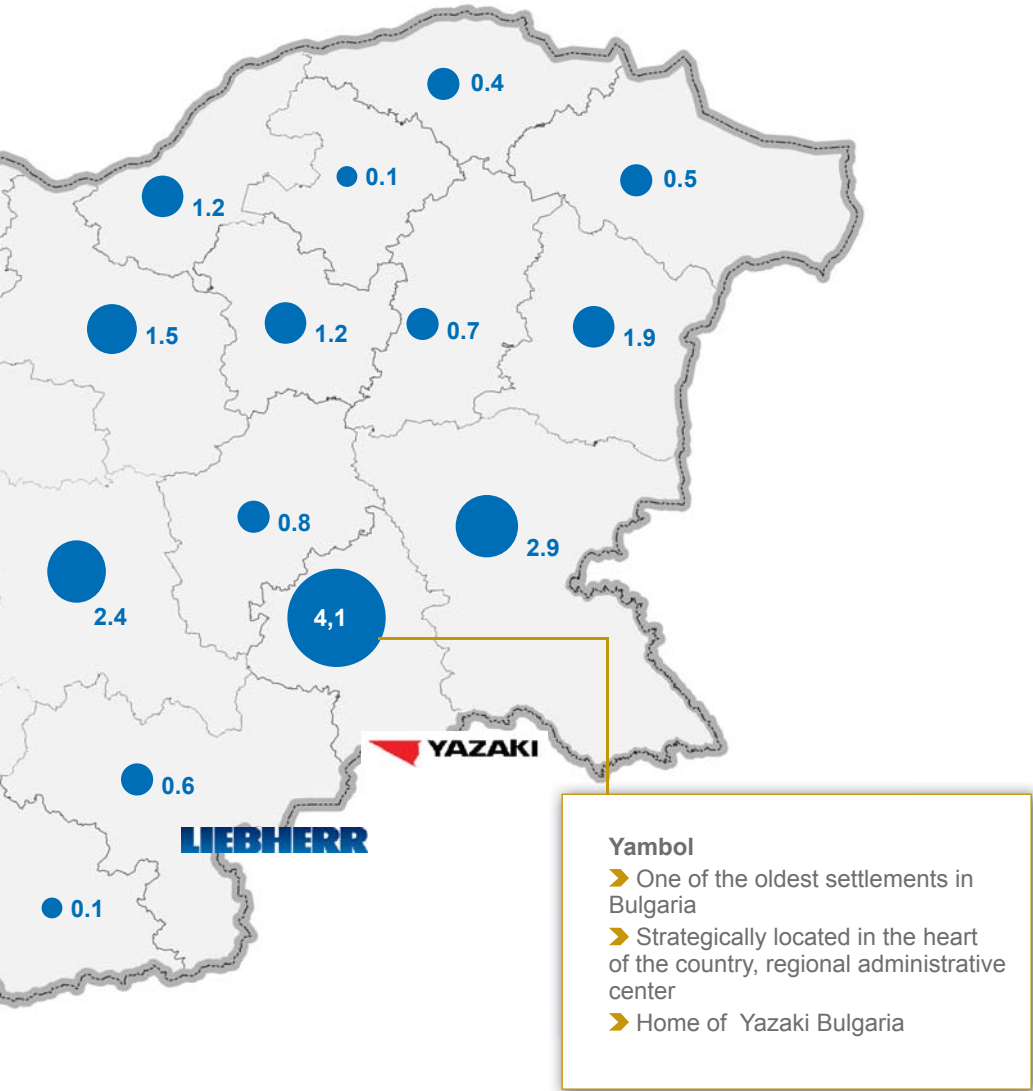 0.4
0.1
0.5
1.2
1.5
1.2
0.7
1.9
0.8
2.9
2.4
4,1
YAZAKI
0.6
LIEBHERR
0.1
Yambol
One of the oldest settlements in
Bulgaria
Strategically located in the heart
of the country, regional administrative
center
Home of  Yazaki Bulgaria